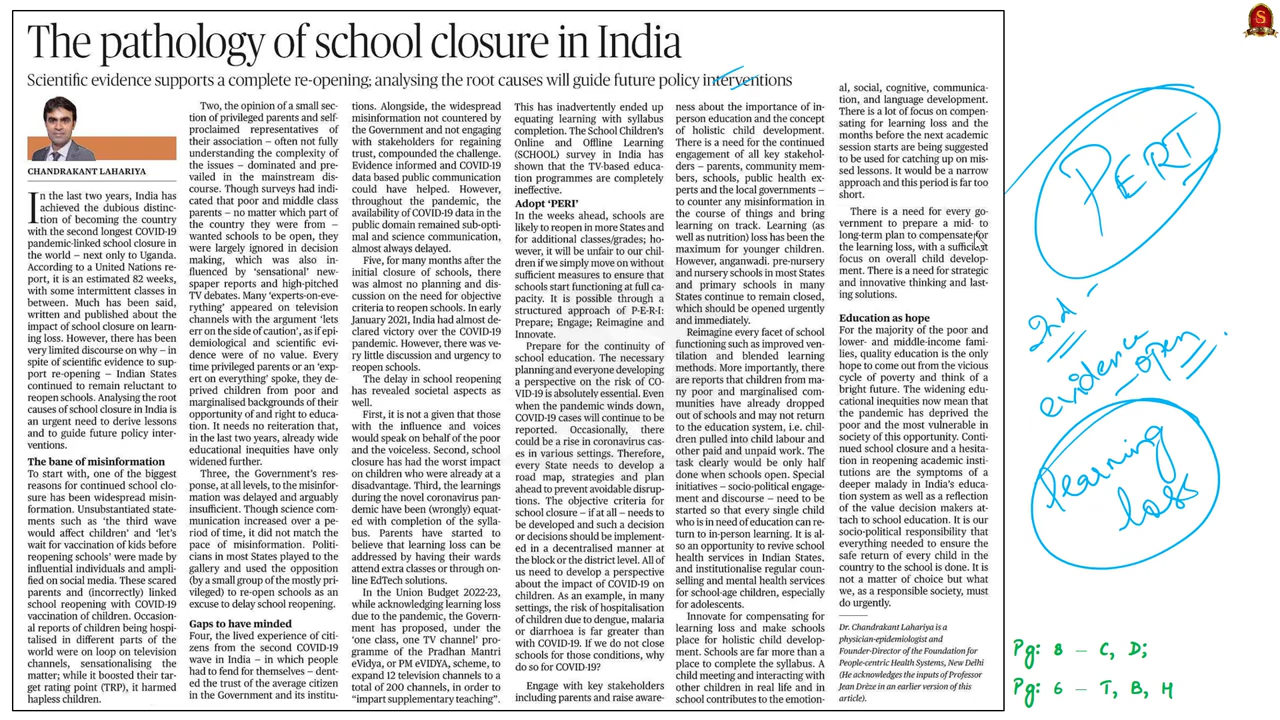 The pathology of school closure in India
Scientific evidence supports a complete re-opening; analysing the root causes will guide future policy interventions
CHANDRAKANT LAHARIYA
In the last two years, India has
achieved the dubious distinc-
tion of becoming the country
with the second longest COVID-19
pandemic-linked school closure in
the world – next only to Uganda.
According to a United Nations re-
port, it is an estimated 82 weeks,
with some intermittent classes in
between. Much has been said,
written and published about the
impact of school closure on learn-
ing loss. However, there has been
very limited discussion on why – in
spite of scientific evidence to sup-
port re-opening – Indian States
continued to remain reluctant to
reopen schools. Analysing the root
causes of school closure in India is
an urgent need to derive lessons
and to guide future policy inter-
ventions.
The bane of misinformation
To start with, one of the biggest
reasons for continued school clo-
sure has been widespread misin-
formation. Unsubstantiated state-
ments such as ‘the third wave
would affect children’ and ‘let's
wait for vaccination of kids before
reopening schools’ were made by
influential individuals and ampli-
fied on social media. These scared
parents and (incorrectly) linked
school reopening with COVID-19
vaccination of children. Occasion-
al reports of children being hospi-
talised in different parts of the
world were on loop on television
channels, sensationalising the
matter; while it boosted their tar-
get rating point (TRP), it harmed
hapless children.
Two, the opinion of a small sec-
tion of privileged parents and self-
proclaimed representatives of
their association – often not fully
understanding the complexity of
the issues – dominated and pre-
vailed in the mainstream dis-
course. Though surveys had indi-
cated that poor and middle class
parents – no matter which part of
the country they were from –
wanted schools to be open, they
were largely ignored in decision
making, which was also in-
fluenced by ‘sensational’ new-
spaper reports and high-pitched
TV debates. Many ‘experts-on-eve-
rything’ appeared on television
channels with the argument ‘lets
err on the side of caution’, as if epi-
demiological and scientific evi-
dence were of no value. Every
time privileged parents or an ‘exp-
ert on everything’ spoke, they de-
prived children from poor and
marginalised backgrounds of their
opportunity of and right to educa-
tion. It needs no reiteration that,
in the last two years, already wide
educational inequities have only
widened further.
Three, the Government's res-
ponse, at all levels, to the misinfor-
mation was delayed and arguably
insufficient. Though science com-
munication increased over a pe-
riod of time, it did not match the
pace of misinformation. Politi-
cians in most States played to the
gallery and used the opposition
(by a small group of the mostly pri-
vileged) to re-open schools as an
excuse to delay school reopening.
Gaps to have minded
Four, the lived experience of citi-
zens from the second COVID-19
wave in India – in which people
had to fend for themselves – dent-
ed the trust of the average citizen
in the Government and its institu-
tions. Alongside, the widespread
misinformation not countered by
the Government and not engaging
with stakeholders for regaining
trust, compounded the challenge.
Evidence informed and COVID-19
data based public communication
could have helped. However,
throughout the pandemic, the
availability of COVID-19 data in the
public domain remained sub-opti-
mal and science communication,
almost always delayed.
Five, for many months after the
initial closure of schools, there
was almost no planning and dis-
cussion on the need for objective
criteria to reopen schools. In early
January 2021, India had almost de-
clared victory over the COVID-19
pandemic. However, there was ve-
ry little discussion and urgency to
reopen schools.
The delay in school reopening
has revealed societal aspects as
well.
First, it is not a given that those
with the influence and voices
would speak on behalf of the poor
and the voiceless. Second, school
closure has had the worst impact
on children who were already at a
disadvantage. Third, the learnings
during the novel coronavirus pan-
demic have been (wrongly) equat-
ed with completion of the sylla-
bus. Parents have started to
believe that learning loss can be
addressed by having their wards
attend extra classes or through on-
line EdTech solutions.
In the Union Budget 2022-23,
while acknowledging learning loss
due to the pandemic, the Govern-
ment has proposed, under the
‘one class, one TV channel’ pro-
gramme of the Pradhan Mantri
eVidya, or PM eVIDYA, scheme, to
expand 12 television channels to a
total of 200 channels, in order to
“impart supplementary teaching”.
This has inadvertently ended up
equating learning with syllabus
completion. The School Children's
Online and Offline Learning
(SCHOOL) survey in India has
shown that the TV-based educa-
tion programmes are completely
ineffective.
Adopt ‘PERI’
In the weeks ahead, schools are
likely to reopen in more States and
for additional classes/grades; ho-
wever, it will be unfair to our chil-
dren if we simply move on without
sufficient measures to ensure that
schools start functioning at full ca-
pacity. It is possible through a
structured approach of P-E-R-I:
Prepare; Engage; Reimagine and
Innovate.
Prepare for the continuity of
school education. The necessary
planning and everyone developing
a perspective on the risk of CO-
VID-19 is absolutely essential. Even
when the pandemic winds down,
COVID-19 cases will continue to be
reported. Occasionally, there
could be a rise in coronavirus cas-
es in various settings. Therefore,
every State needs to develop a
road map, strategies and plan
ahead to prevent avoidable disrup-
tions. The objective criteria for
school closure – if at all – needs to
be developed and such a decision
or decisions should be implement-
ed in a decentralised manner at
the block or the district level. All of
us need to develop a perspective
about the impact of COVID-19 on
children. As an example, in many
settings, the risk of hospitalisation
of children due to dengue, malaria
or diarrhoea is far greater than
with COVID-19. If we do not close
schools for those conditions, why
do so for COVID-19?
Engage with key stakeholders
including parents and raise aware-
ness about the importance of in-
person education and the concept
of holistic child development.
There is a need for the continued
engagement of all key stakehol-
ders – parents, community mem-
bers, schools, public health ex-
perts and the local governments –
to counter any misinformation in
the course of things and bring
learning on track. Learning (as
well as nutrition) loss has been the
maximum for younger children.
However, anganwadi. pre-nursery
and nursery schools in most States
and primary schools in many
States continue to remain closed,
which should be opened urgently
and immediately.
Reimagine every facet of school
functioning such as improved ven-
tilation and blended learning
methods. More importantly, there
are reports that children from ma-
ny poor and marginalised com-
munities have already dropped
out of schools and may not return
to the education system, i.e. chil-
dren pulled into child labour and
other paid and unpaid work. The
task clearly would be only half
done when schools open. Special
initiatives – socio-political engage-
ment and discourse – need to be
started so that every single child
who is in need of education can re-
turn to in-person learning. It is al-
so an opportunity to revive school
health services in Indian States,
and institutionalise regular coun-
selling and mental health services
for school-age children, especially
for adolescents.
Innovate for compensating for
learning loss and make schools
place for holistic child develop-
ment. Schools are far more than a
place to complete the syllabus. A
child meeting and interacting with
other children in real life and in
school contributes to the emotion-
al, social, cognitive, communica-
tion, and language development.
There is a lot of focus on compen-
sating for learning loss and the
months before the next academic
session starts are being suggested
to be used for catching up on mis-
sed lessons. It would be a narrow
approach and this period is far too
short.
There is a need for every go-
vernment to prepare a mid- to
long-term plan to compensate for
the learning loss, with a sufficient
focus on overall child develop-
ment. There is a need for strategic
and innovative thinking and last-
ing solutions.
Education as hope
For the majority of the poor and
lower- and middle-income fami-
lies, quality education is the only
hope to come out from the vicious
cycle of poverty and think of a
bright future. The widening edu-
cational inequities now mean that
the pandemic has deprived the
poor and the most vulnerable in
society of this opportunity. Conti-
nued school closure and a hesita-
tion in reopening academic insti-
tutions are the symptoms of a
deeper malady in India's educa-
tion system as well as a reflection
of the value decision makers at-
tach to school education. It is our
socio-political responsibility that
everything needed to ensure the
safe return of every child in the
country to the school is done. It is
not a matter of choice but what
we, as a responsible society, must
do urgently.
Dr. Chandrakant Lahariya is a
physician-epidemiologist and
Founder-Director of the Foundation for
People-centric Health Systems, New Delhi
(He acknowledges the inputs of Professor
Jean Drèze in an earlier version of this
article).
PERI
2nd -
evidence
- open
learning
loss
Pg: 8 - C, D;
Pg: 6 - T, B, H